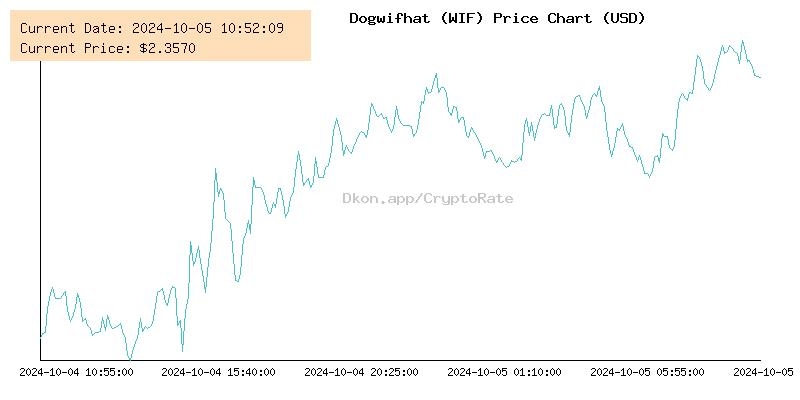 Dogwifhat (WIF) Price Chart (USD)
Current Date: 2024-10-05 10:52:09
Current Price: $2.3570
Dkon.app/CryptoRate
2024-10-04 10:55:00 2024-10-04 15:40:00 2024-10-04 20:25:00 2024-10-05 01:10:00 2024-10-05 05:55:00 2024-10-05